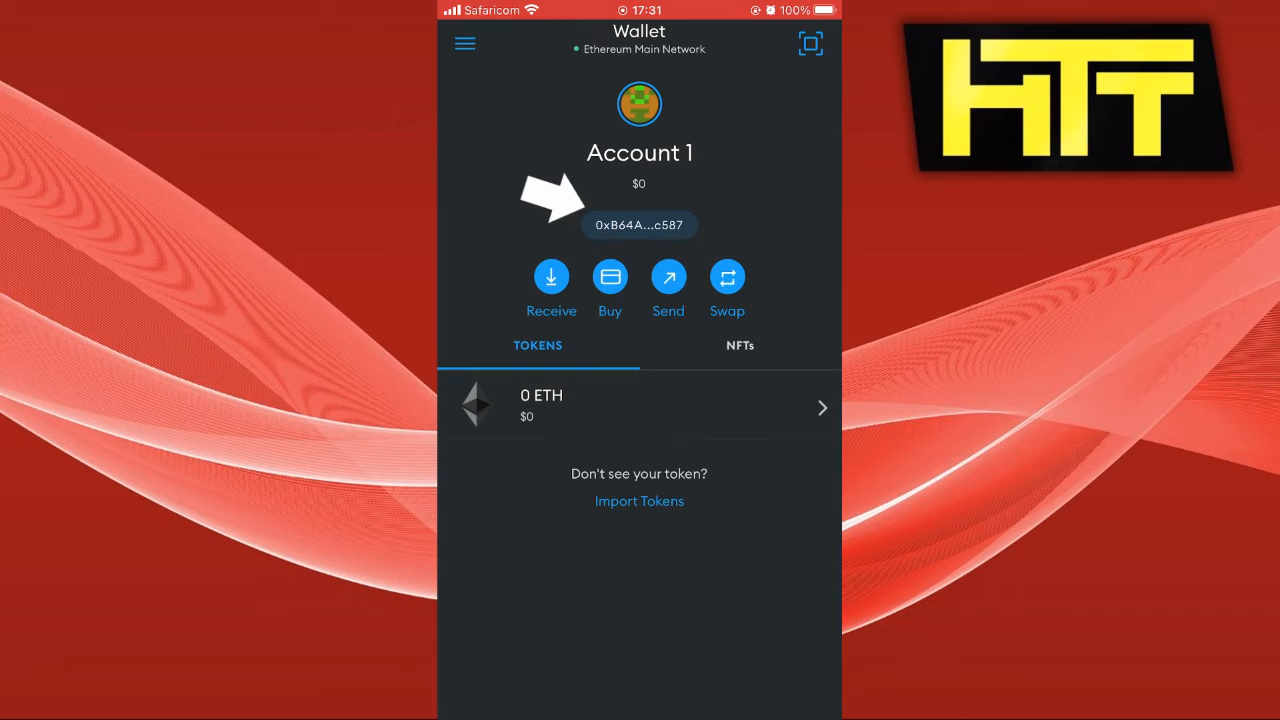 Safaricom 17:31 100%
Wallet
Ethereum Main Network
HTT
Account 1
$0
0xB64A...c587
Receive Buy Send Swap
TOKENS NFTs
0 ETH
$0
Don't see your token?
Import Tokens